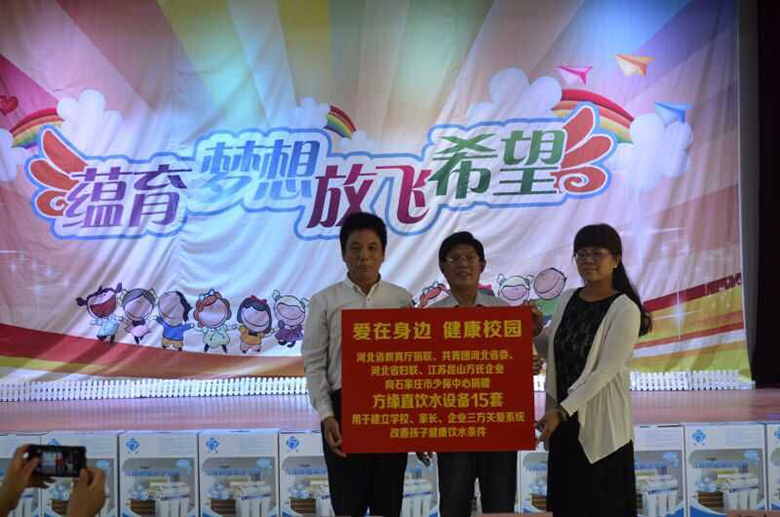 蕴育梦想放飞希望
爱在身边 健康校园
河北省教育厅捐联、共青团河北省委、
河北省妇联、江苏昆山万氏企业
向石家庄市少保中心捐赠
方缘直饮水设备15套
用于建立学校、家长、企业三方关爱系统
改善孩子健康饮水条件